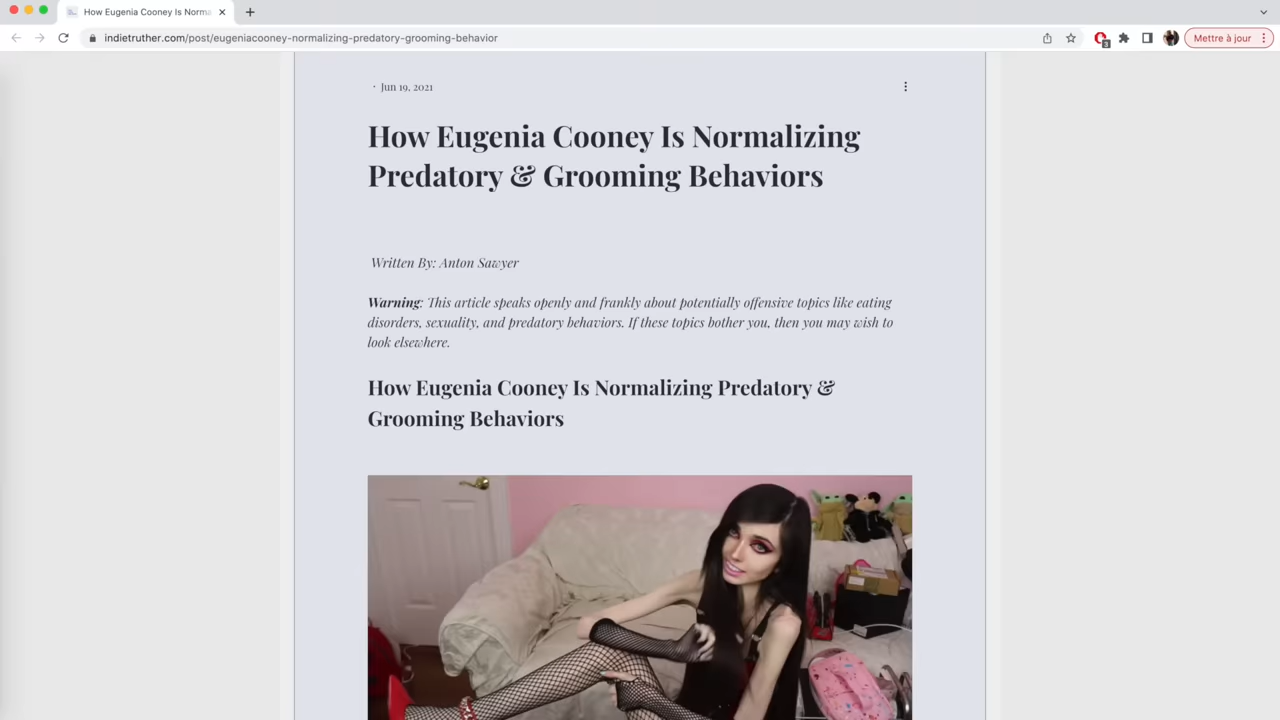 How Eugenia Cooney Is Norma
indietruther.com/post/eugeniacooney-normalizing-predatory-grooming-behavior
3
Mettre à jour
· Jun 19, 2021
How Eugenia Cooney Is Normalizing
Predatory & Grooming Behaviors
Written By: Anton Sawyer
Warning: This article speaks openly and frankly about potentially offensive topics like eating
disorders, sexuality, and predatory behaviors. If these topics bother you, then you may wish to
look elsewhere.
How Eugenia Cooney Is Normalizing Predatory &
Grooming Behaviors